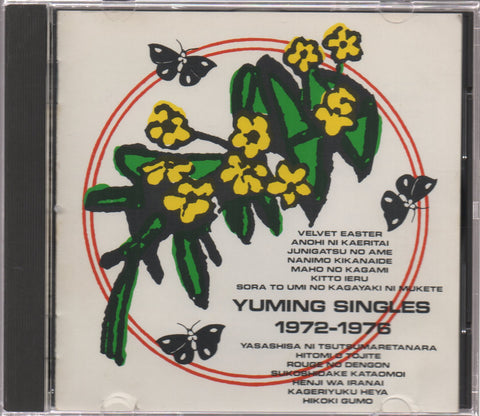 VELVET EASTER
ANOHI NI KAERITAI
JUNIGATSU NO AME
NANIMO KIKANAIDE
MAHO NO KAGAMI
KITTO IERU
SORA TO UMI NO KAGAYAKI NI MUKETE
YUMING SINGLES
1972-1976
YASASHISA NI TSUTSUMARETANARA
HITOMI O TOJITE
ROUGE NO DENGON
SUKOSHIDAKE KATAOMOI
HENJI WA IRANAI
KAGERIYUKU HEYA
HIKOKI GUMO